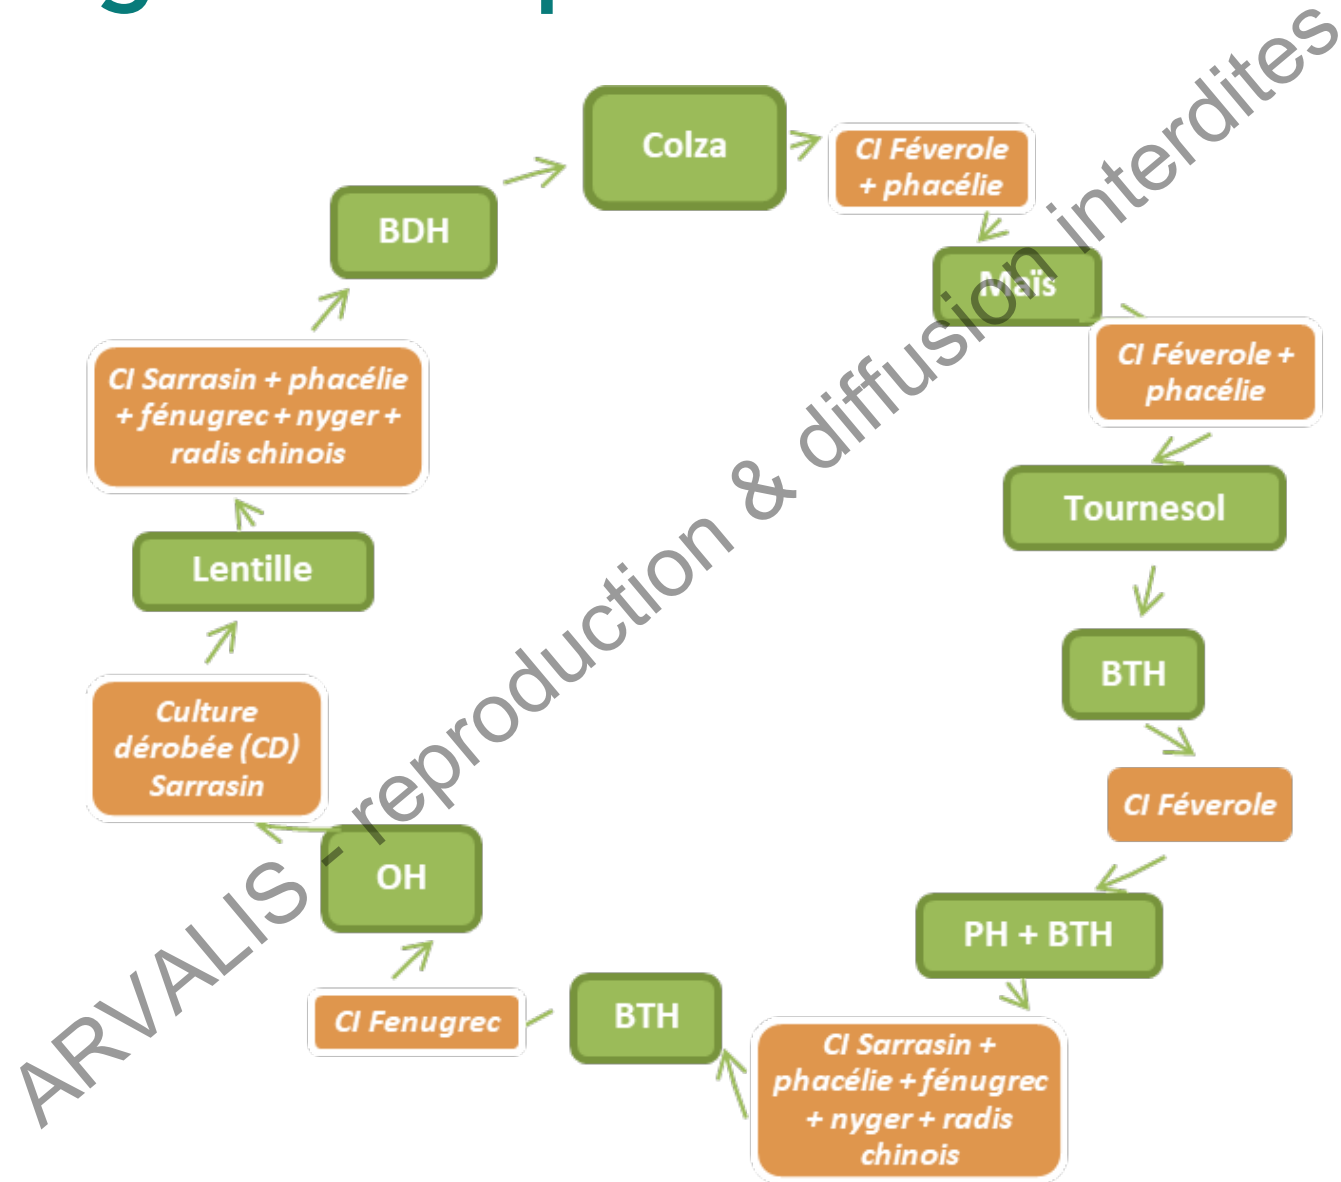 Colza
CI Féverole
+ phacélie
Maïs
CI Féverole +
phacélie
Tournesol
BTH
CI Féverole
PH + BTH
CI Sarrasin +
phacélie + fénugrec
+ nyger + radis
chinois
BTH
CI Fenugrec
OH
Culture
dérobée (CD)
Sarrasin
Lentille
CI Sarrasin + phacélie
+ fénugrec + nyger +
radis chinois
BDH
ARVALIS - reproduction & diffusion interdites